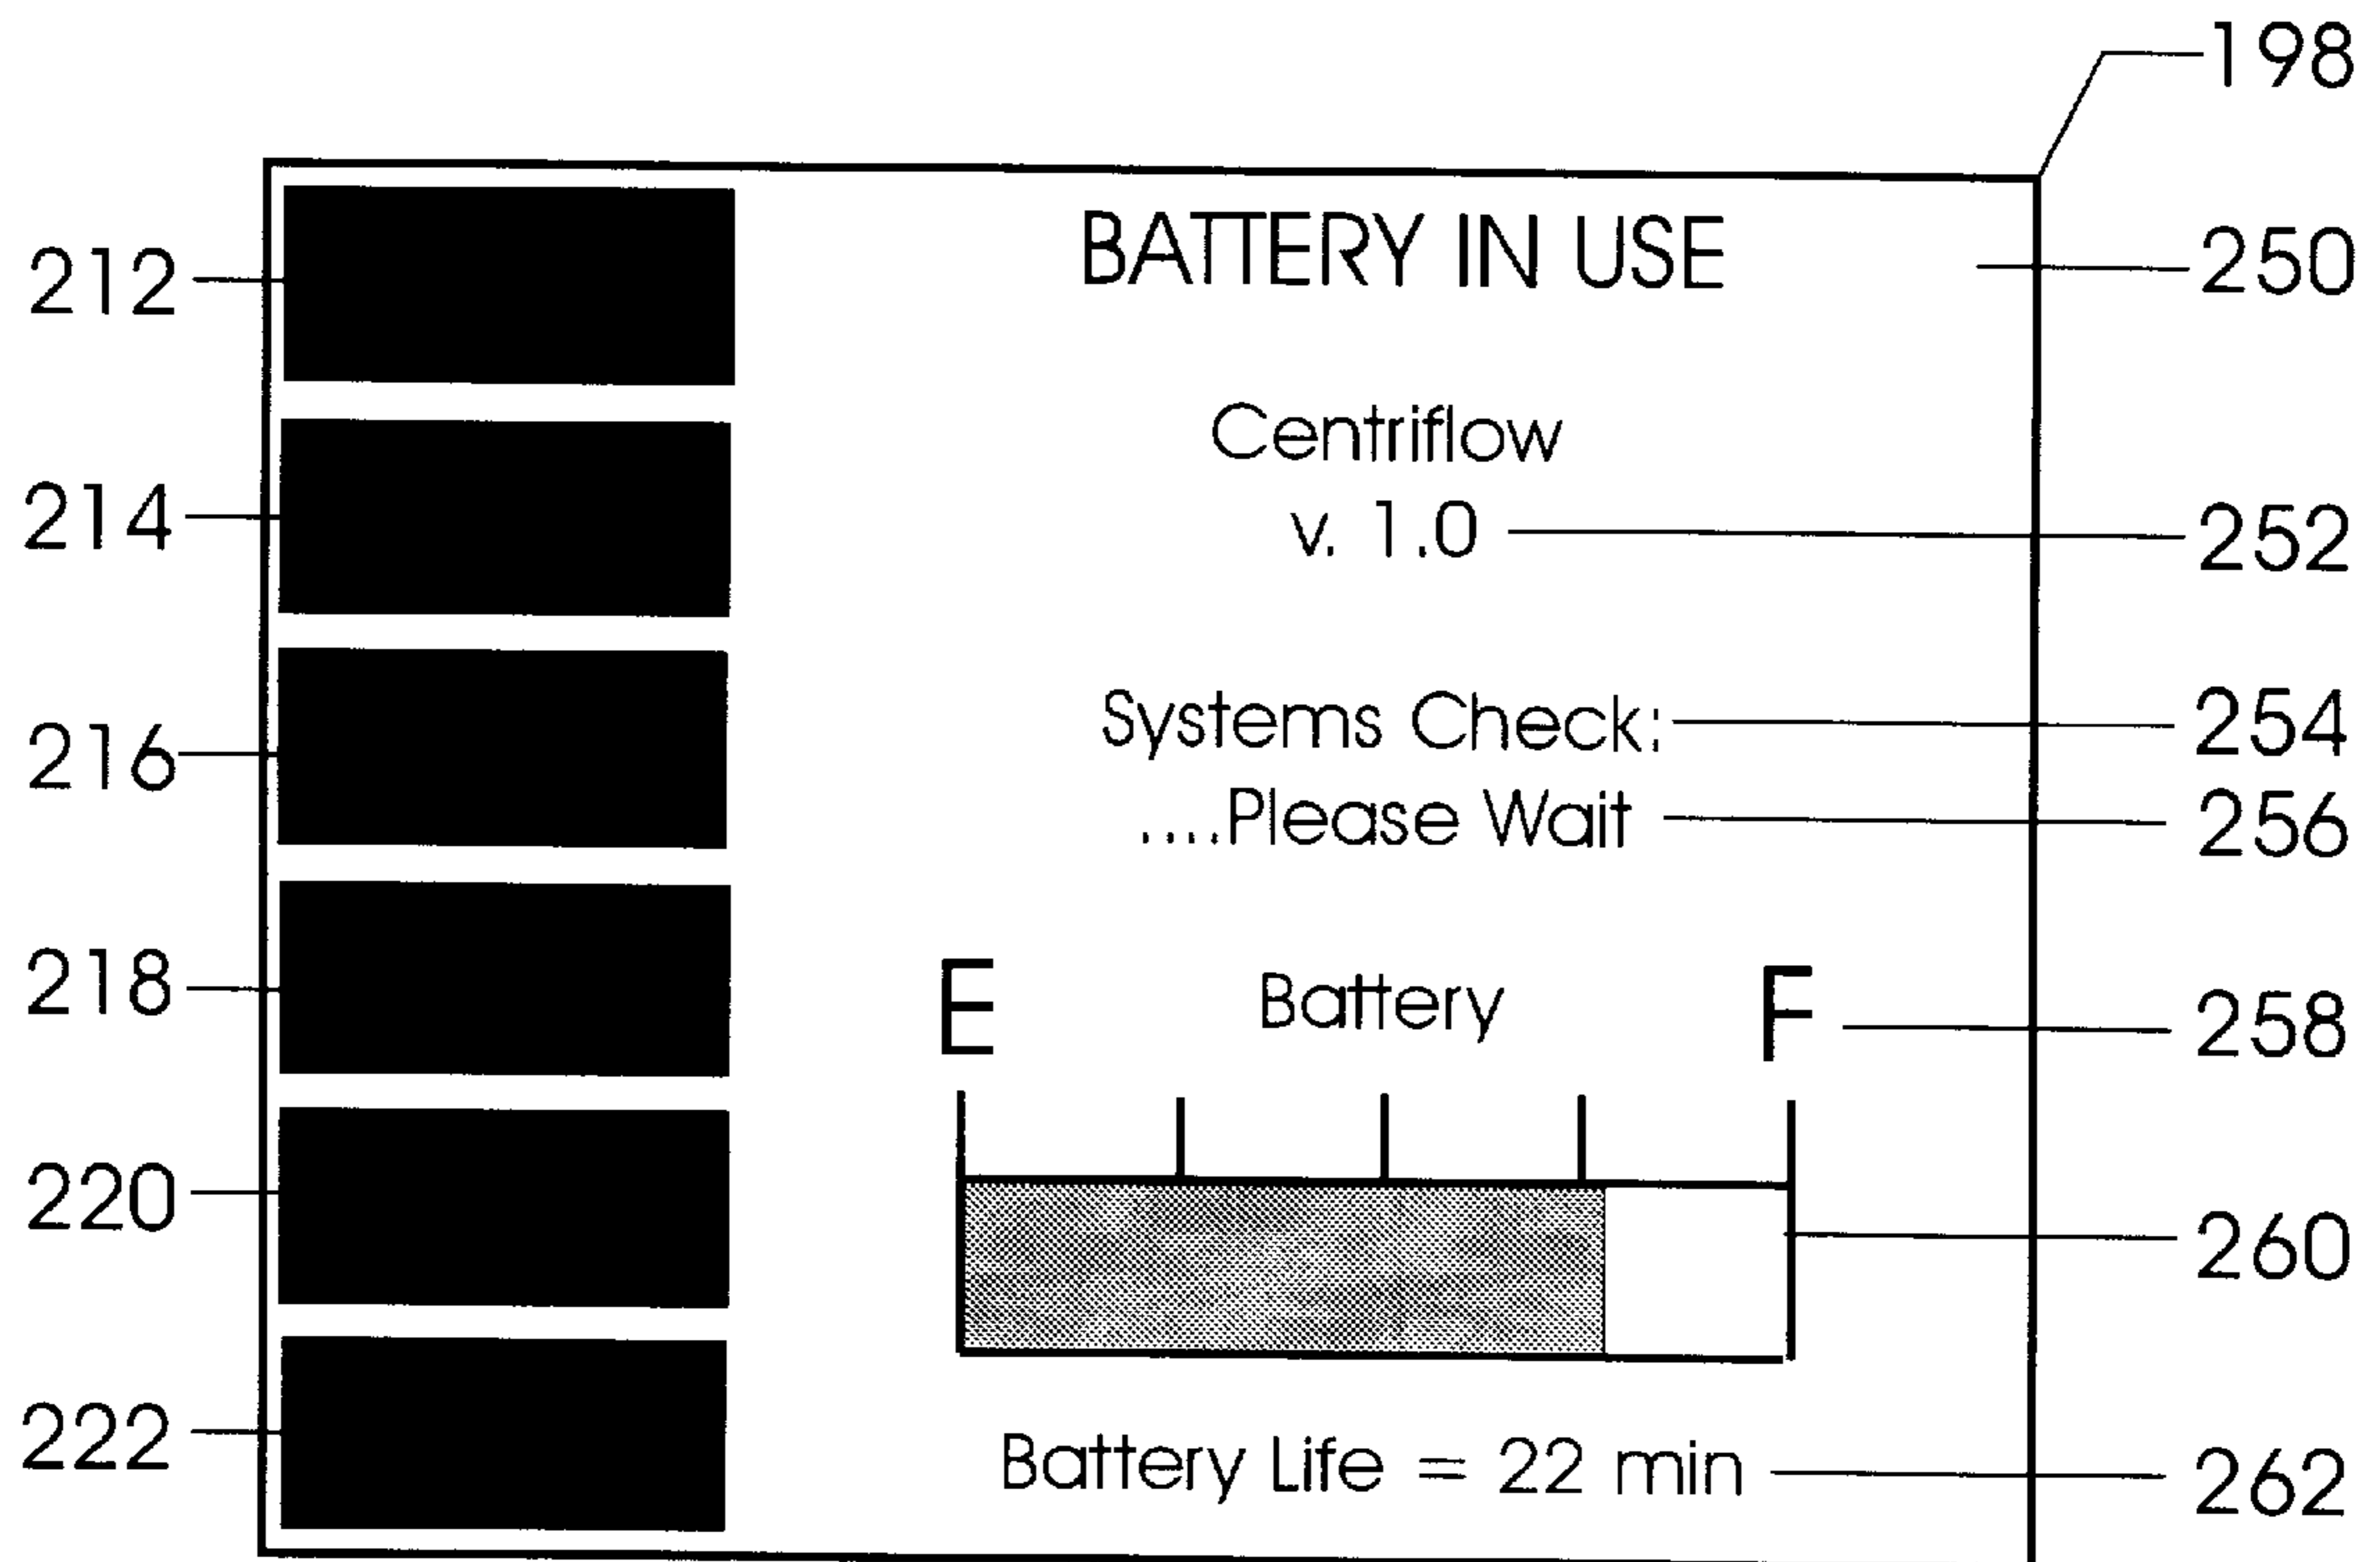 198
212
BATTERY IN USE
250
Centriflow
214
v. 1.0
252
216
Systems Check:
254
....Please Wait
256
218
E Battery F
258
220
260
222
Battery Life = 22 min
262